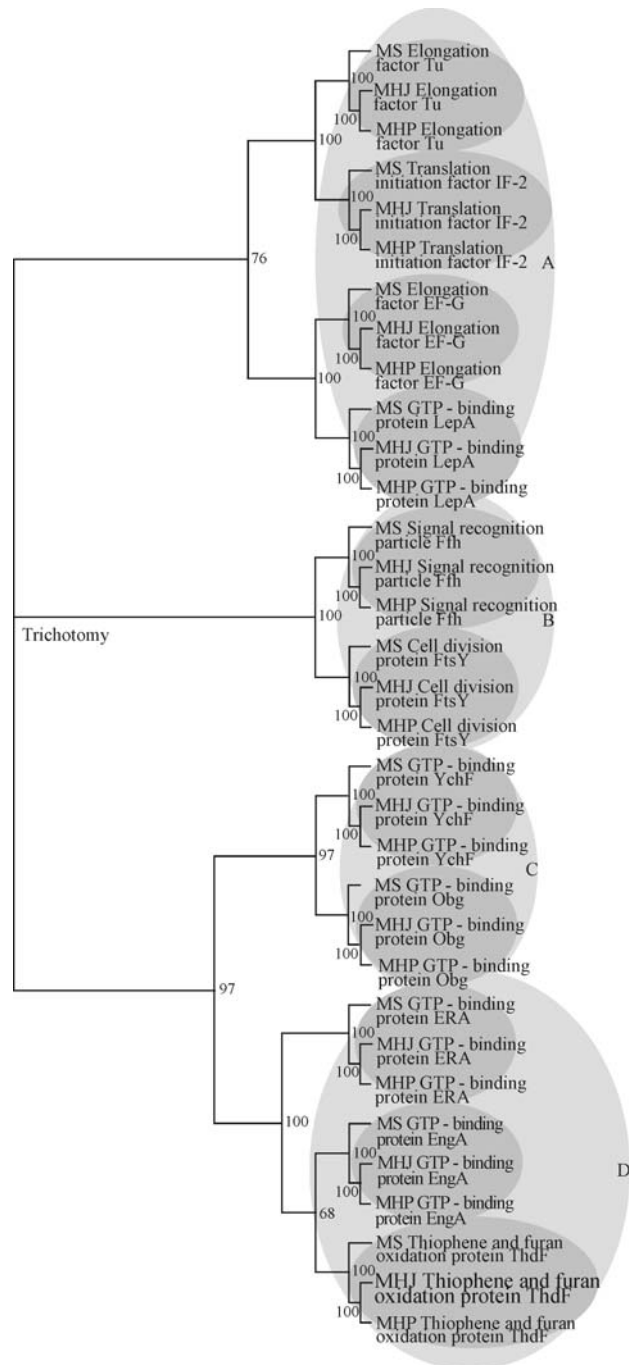 MS Elongation
factor Tu
100
MHJ Elongation
factor Tu
100
MHP Elongation
factor Tu
100
MS Translation
initiation factor IF-2
100
MHJ Translation
initiation factor IF-2
100
MHP Translation
initiation factor IF-2
A
76
MS Elongation
factor EF-G
100
MHJ Elongation
factor EF-G
100
MHP Elongation
factor EF-G
100
MS GTP - binding
protein LepA
100
MHJ GTP - binding
protein LepA
100
MHP GTP - binding
protein LepA
MS Signal recognition
particle Ffh
100
MHJ Signal recognition
particle Ffh
100
MHP Signal recognition
particle Ffh
B
100
Trichotomy
MS Cell division
protein FtsY
100
MHJ Cell division
protein FtsY
100
MHP Cell division
protein FtsY
MS GTP - binding
protein YchF
100
MHJ GTP - binding
protein YchF
100
MHP GTP - binding
protein YchF
97
C
MS GTP - binding
protein Obg
100
MHJ GTP - binding
protein Obg
100
MHP GTP - binding
protein Obg
97
MS GTP - binding
protein ERA
100
MHJ GTP - binding
protein ERA
100
MHP GTP - binding
protein ERA
100
MS GTP - binding
protein EngA
100
MHJ GTP - binding
protein EngA
D
100
MHP GTP - binding
protein EngA
68
MS Thiophene and furan
oxidation protein ThdF
100
MHJ Thiophene and furan
oxidation protein ThdF
100
MHP Thiophene and furan
oxidation protein ThdF